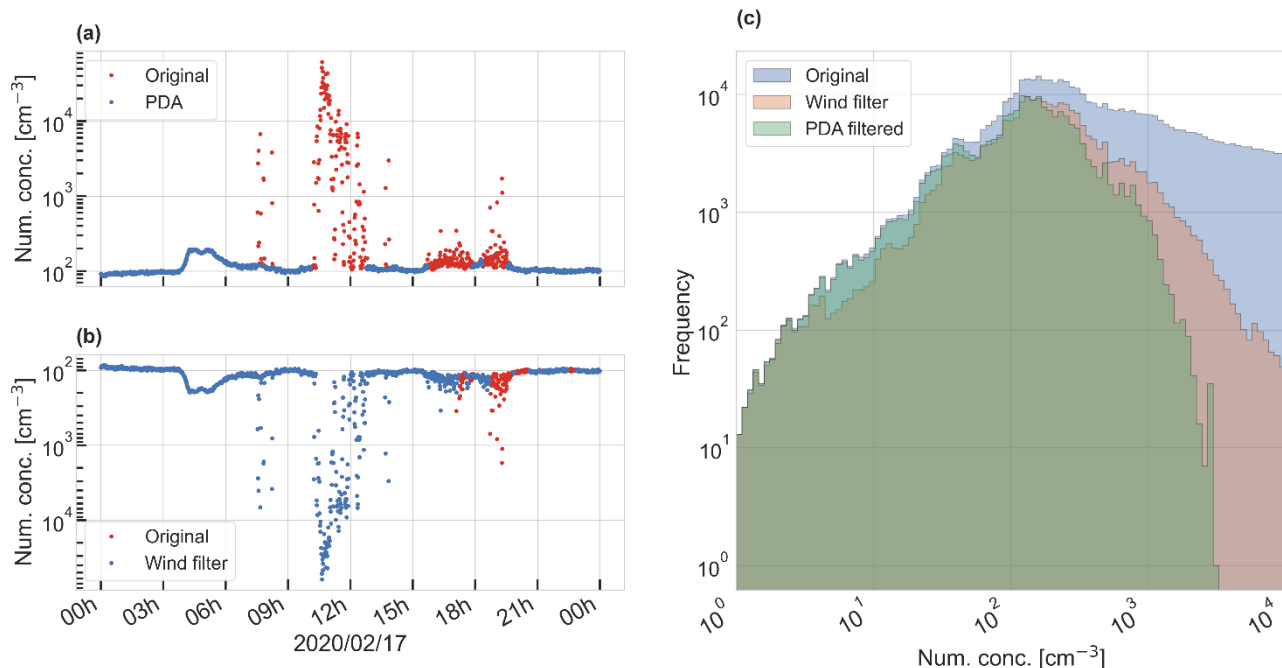 (a)
Num. conc. [cm⁻³]
Original
PDA
10⁴
10³
10²
(b)
Num. conc. [cm⁻³]
10²
10³
10⁴
Original
Wind filter
00h 03h 06h 09h 12h 15h 18h 21h 00h
2020/02/17
(c)
Frequency
Original
Wind filter
PDA filtered
10⁴
10³
10²
10¹
10⁰
10⁰ 10¹ 10² 10³ 10⁴
Num. conc. [cm⁻³]